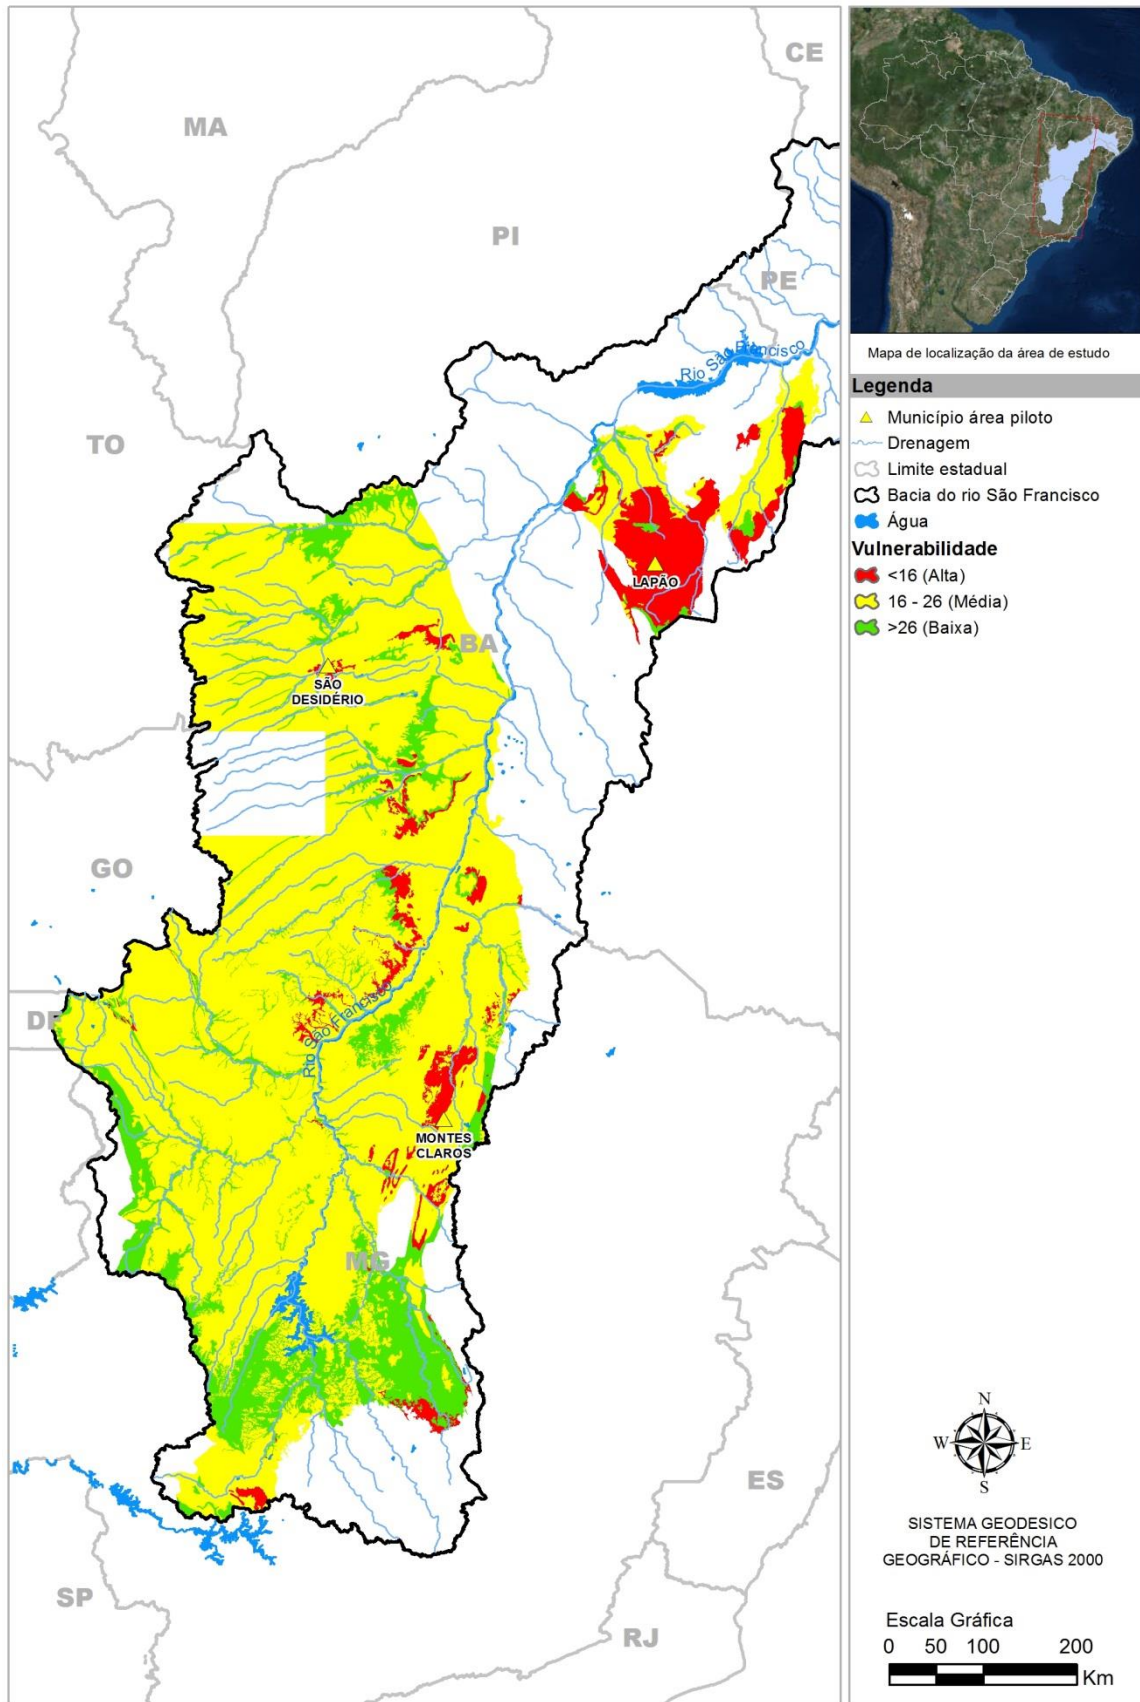 CE
MA
PI
PE
Rio São Francisco
TO
LAPÃO
BA
SÃO
DESIDÉRIO
GO
DF
Rio São Francisco
MONTES
CLAROS
MG
ES
SP
RJ
Mapa de localização da área de estudo
Legenda
Município área piloto
Drenagem
Limite estadual
Bacia do rio São Francisco
Água
Vulnerabilidade
<16 (Alta)
16 - 26 (Média)
>26 (Baixa)
N
W E
S
SISTEMA GEODESICO
DE REFERÊNCIA
GEOGRÁFICO - SIRGAS 2000
Escala Gráfica
0 50 100 200
Km